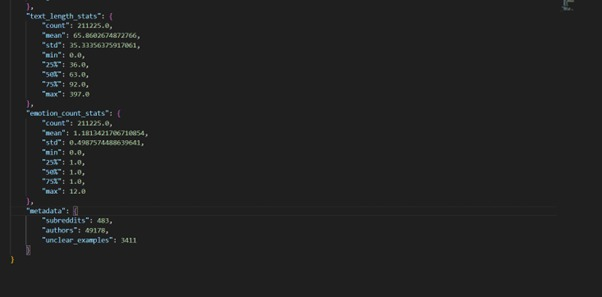 },
"text_length_stats": {
"count": 211225.0,
"mean": 65.8602674872766,
"std": 35.33356375917061,
"min": 0.0,
"25%": 36.0,
"50%": 63.0,
"75%": 92.0,
"max": 397.0
},
"emotion_count_stats": {
"count": 211225.0,
"mean": 1.1813421706710854,
"std": 0.4987574488639641,
"min": 0.0,
"25%": 1.0,
"50%": 1.0,
"75%": 1.0,
"max": 12.0
},
"metadata": {
"subreddits": 483,
"authors": 49178,
"unclear_examples": 3411
}
}